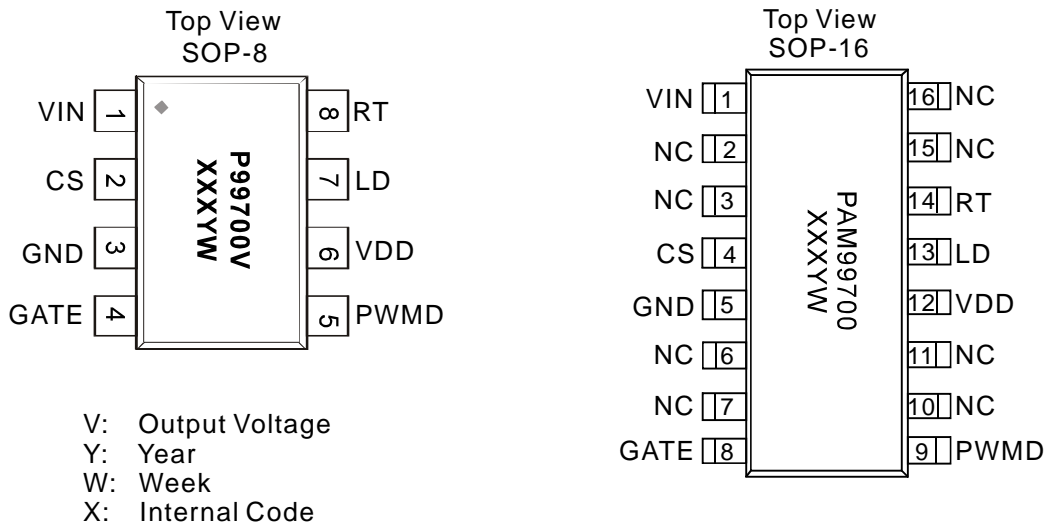 Top View
SOP-8
VIN 1
8 RT
CS 2
7 LD
GND 3
6 VDD
GATE 4
5 PWMD
P99700V
XXXYW
V: Output Voltage
Y: Year
W: Week
X: Internal Code
Top View
SOP-16
VIN 1
16 NC
NC 2
15 NC
NC 3
14 RT
CS 4
13 LD
GND 5
12 VDD
NC 6
11 NC
NC 7
10 NC
GATE 8
9 PWMD
PAM99700
XXXYW